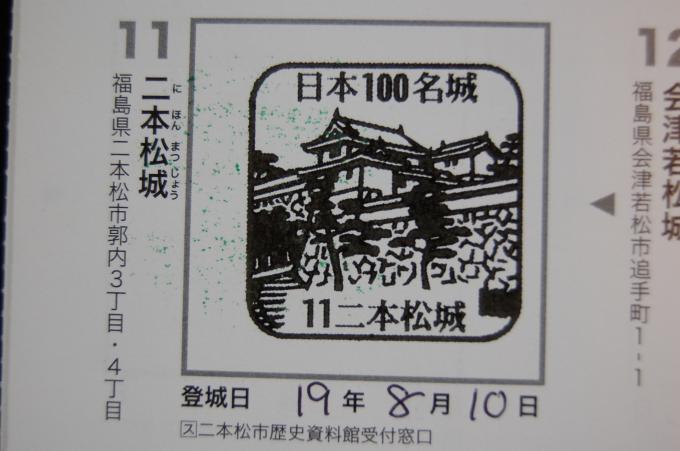 11
二本松城
にほんまつじょう
福島県二本松市郭内3丁目・4丁目
日本100名城
11二本松城
登城日 19年8月10日
ス二本松市歴史資料館受付窓口
12
会津若松城
福島県会津若松市追手町1-1